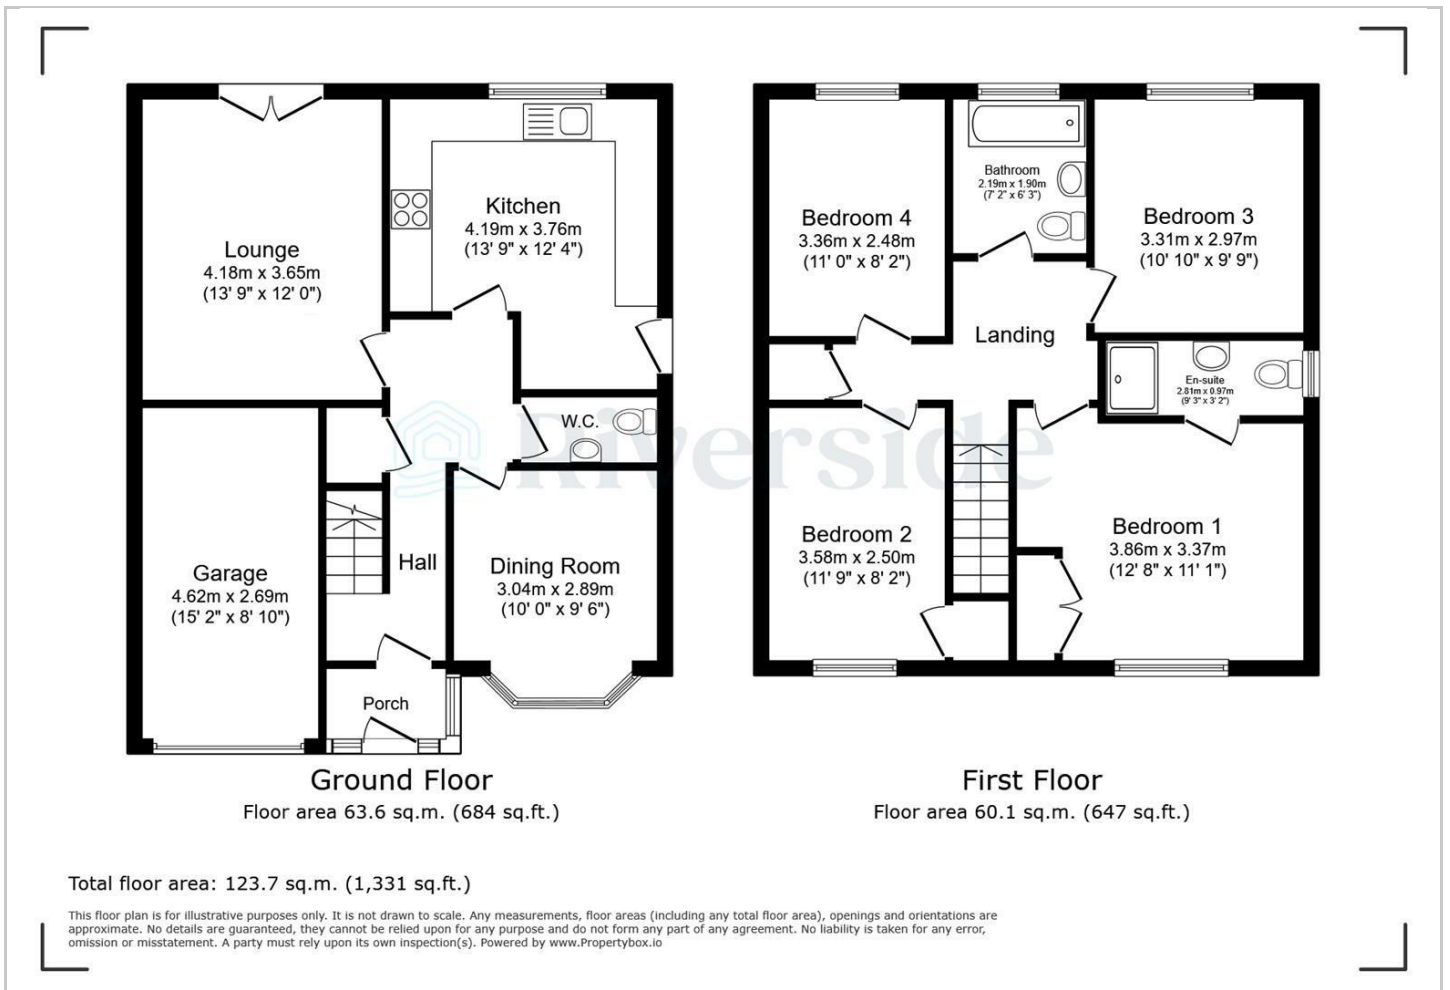 Lounge
4.18m x 3.65m
(13' 9" x 12' 0")
Kitchen
4.19m x 3.76m
(13' 9" x 12' 4")
W.C.
Garage
4.62m x 2.69m
(15' 2" x 8' 10")
Hall
Dining Room
3.04m x 2.89m
(10' 0" x 9' 6")
Porch
Ground Floor
Floor area 63.6 sq.m. (684 sq.ft.)
Bedroom 4
3.36m x 2.48m
(11' 0" x 8' 2")
Bathroom
2.19m x 1.90m
(7' 2" x 6' 3")
Bedroom 3
3.31m x 2.97m
(10' 10" x 9' 9")
Landing
En-suite
2.81m x 0.97m
(9' 3" x 3' 2")
Riverside
Bedroom 2
3.58m x 2.50m
(11' 9" x 8' 2")
Bedroom 1
3.86m x 3.37m
(12' 8" x 11' 1")
First Floor
Floor area 60.1 sq.m. (647 sq.ft.)
Total floor area: 123.7 sq.m. (1,331 sq.ft.)
This floor plan is for illustrative purposes only. It is not drawn to scale. Any measurements, floor areas (including any total floor area), openings and orientations are
approximate. No details are guaranteed, they cannot be relied upon for any purpose and do not form any part of any agreement. No liability is taken for any error,
omission or misstatement. A party must rely upon its own inspection(s). Powered by www.Propertybox.io